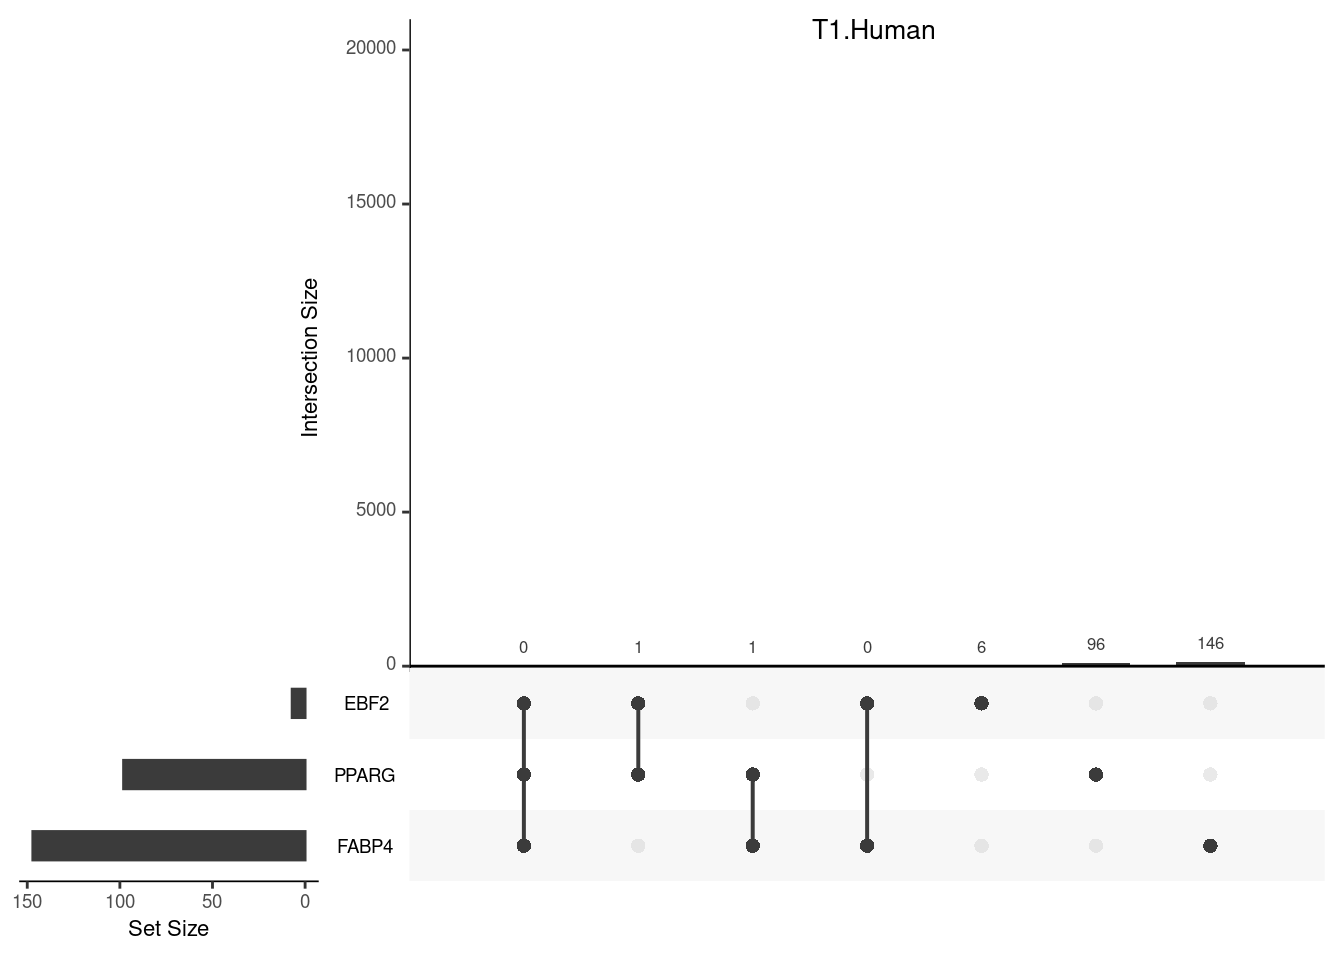 T1.Human
20000
15000
10000
5000
0
Intersection Size
0 1 1 0 6 96 146
EBF2
PPARG
FABP4
150 100 50 0
Set Size